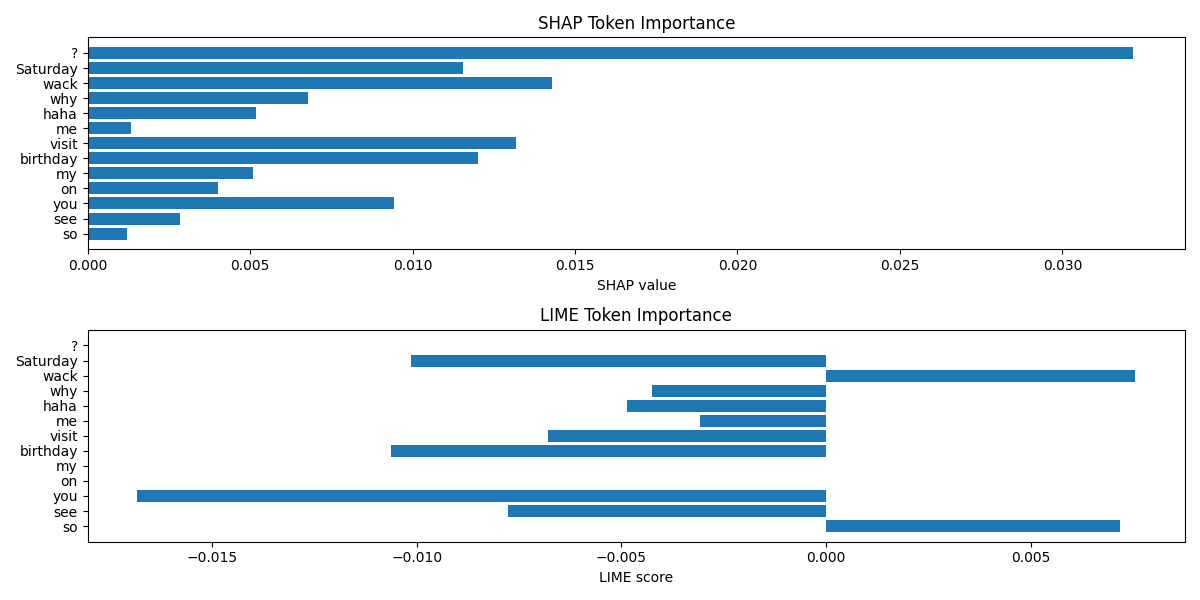 SHAP Token Importance
?
Saturday
wack
why
haha
me
visit
birthday
my
on
you
see
so
0.000 0.005 0.010 0.015 0.020 0.025 0.030
SHAP value
LIME Token Importance
?
Saturday
wack
why
haha
me
visit
birthday
my
on
you
see
so
−0.015 −0.010 −0.005 0.000 0.005
LIME score